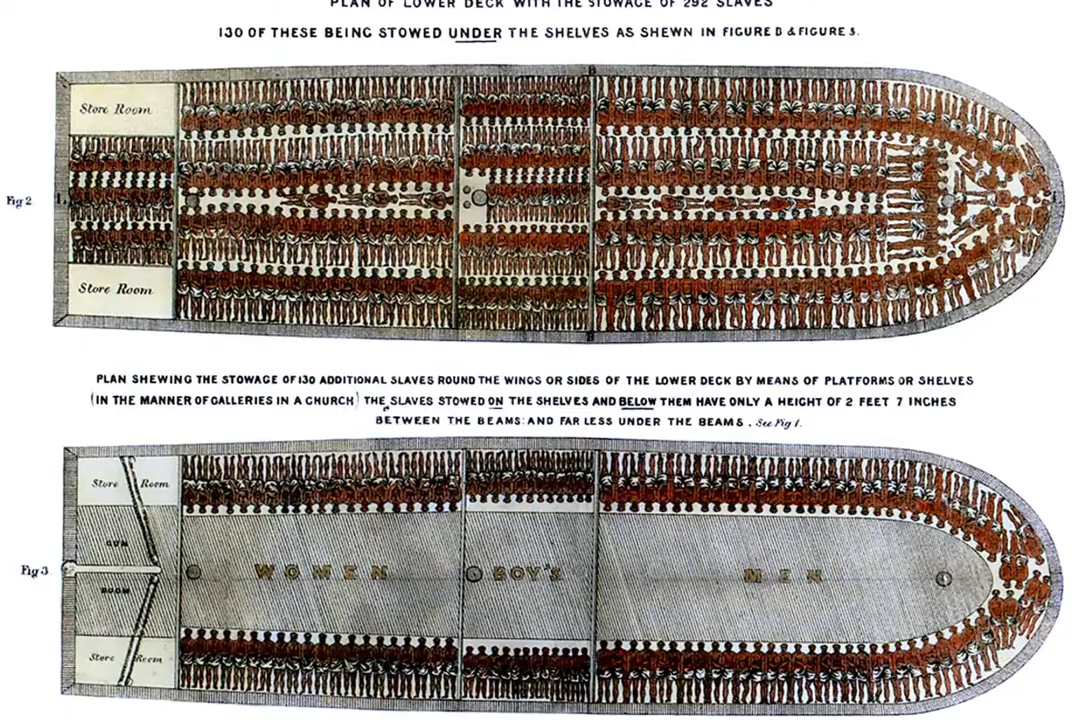 PLAN OF LOWER DECK WITH THE STOWAGE OF 292 SLAVES
130 OF THESE BEING STOWED UNDER THE SHELVES AS SHEWN IN FIGURE B & FIGURE 5.
B
Store Room
Fig 2
Store Room
B
PLAN SHEWING THE STOWAGE OF 130 ADDITIONAL SLAVES ROUND THE WINGS OR SIDES OF THE LOWER DECK BY MEANS OF PLATFORMS OR SHELVES
(IN THE MANNER OF GALLERIES IN A CHURCH) THE SLAVES STOWED ON THE SHELVES AND BELOW THEM HAVE ONLY A HEIGHT OF 2 FEET 7 INCHES
BETWEEN THE BEAMS: AND FAR LESS UNDER THE BEAMS. See Fig 1.
Store Room
GUN
Fig 3
WOMEN
BOY'S
MEN
ROOM
Store Room